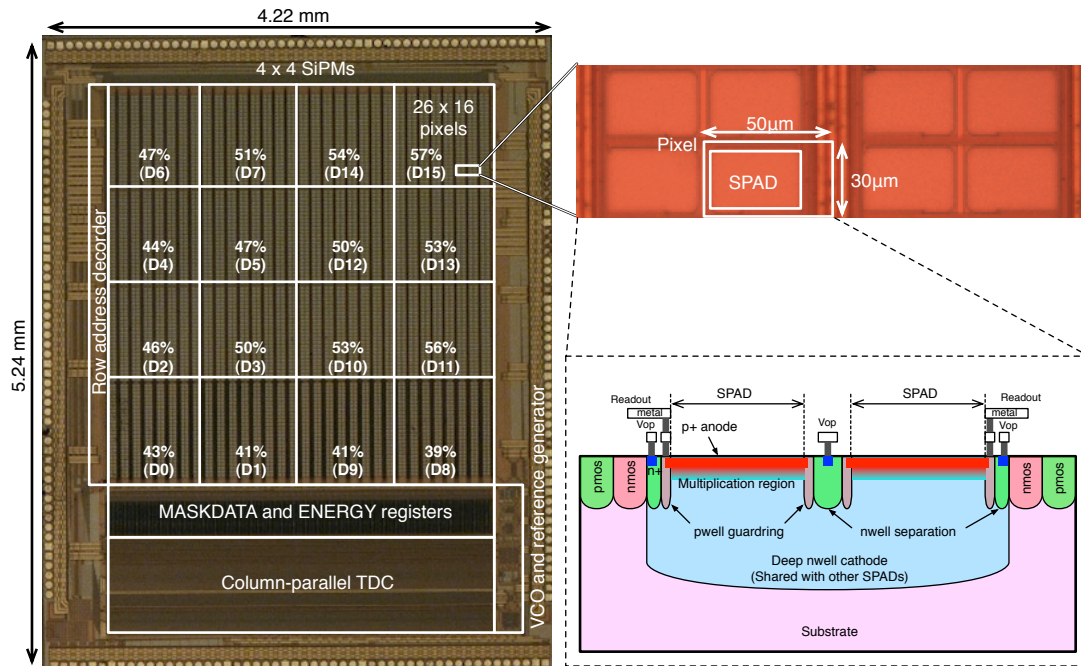 4.22 mm
5.24 mm
4 x 4 SiPMs
26 x 16
pixels
47%
(D6)
51%
(D7)
54%
(D14)
57%
(D15)
44%
(D4)
47%
(D5)
50%
(D12)
53%
(D13)
46%
(D2)
50%
(D3)
53%
(D10)
56%
(D11)
43%
(D0)
41%
(D1)
41%
(D9)
39%
(D8)
Row address decorder
MASKDATA and ENERGY registers
Column-parallel TDC
VCO and reference generator
50µm
Pixel
SPAD
30µm
Readout
SPAD
SPAD
Readout
metal
metal
Vop
p+ anode
Vop
Vop
pmos
nmos
n+
Multiplication region
nmos
pmos
pwell guardring
nwell separation
Deep nwell cathode
(Shared with other SPADs)
Substrate